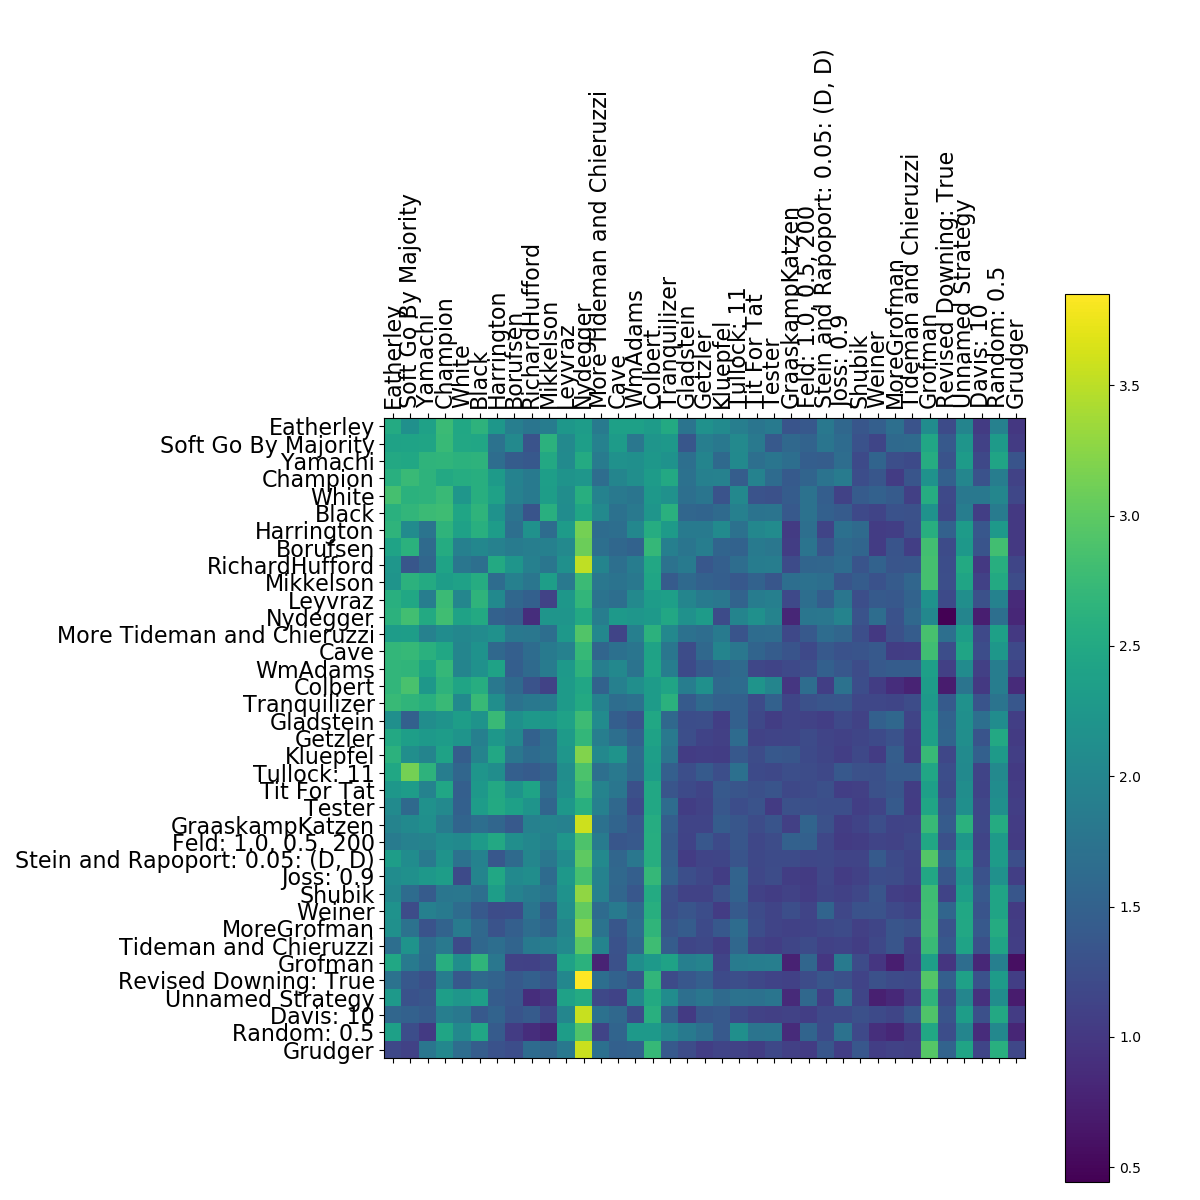 Eatherley
Soft Go By Majority
Yamachi
Champion
White
Black
Harrington
Borufsen
RichardHufford
Mikkelson
Leyvraz
Nydegger
More Tideman and Chieruzzi
Cave
WmAdams
Colbert
Tranquilizer
Gladstein
Getzler
Kluepfel
Tullock: 11
Tit For Tat
Tester
GraaskampKatzen
Feld: 1.0, 0.5, 200
Stein and Rapoport: 0.05: (D, D)
Joss: 0.9
Shubik
Weiner
MoreGrofman
Tideman and Chieruzzi
Grofman
Revised Downing: True
Unnamed Strategy
Davis: 10
Random: 0.5
Grudger
Eatherley
Soft Go By Majority
Yamachi
Champion
White
Black
Harrington
Borufsen
RichardHufford
Mikkelson
Leyvraz
Nydegger
More Tideman and Chieruzzi
Cave
WmAdams
Colbert
Tranquilizer
Gladstein
Getzler
Kluepfel
Tullock: 11
Tit For Tat
Tester
GraaskampKatzen
Feld: 1.0, 0.5, 200
Stein and Rapoport: 0.05: (D, D)
Joss: 0.9
Shubik
Weiner
MoreGrofman
Tideman and Chieruzzi
Grofman
Revised Downing: True
Unnamed Strategy
Davis: 10
Random: 0.5
Grudger
3.5
3.0
2.5
2.0
1.5
1.0
0.5